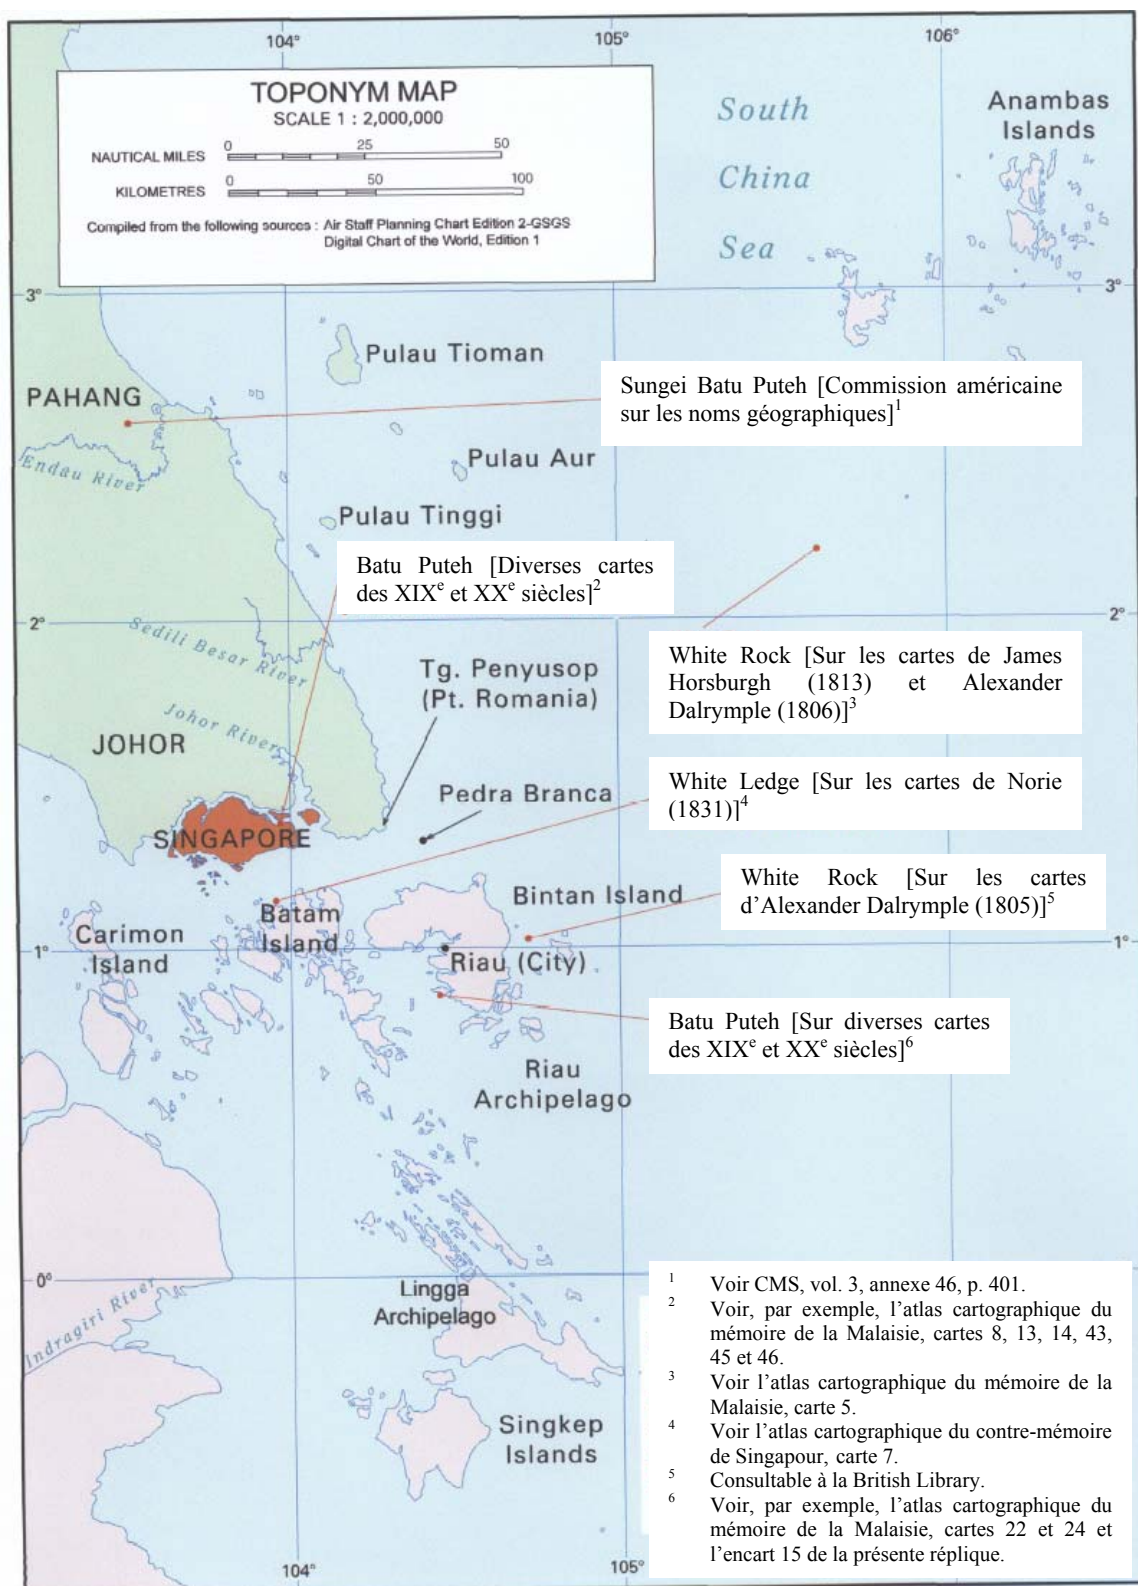 104°
105°
106°
TOPONYM MAP
SCALE 1 : 2,000,000
NAUTICAL MILES
0 25 50
KILOMETRES
0 50 100
Compiled from the following sources : Air Staff Planning Chart Edition 2-GSGS
Digital Chart of the World, Edition 1
South
China
Sea
Anambas
Islands
3°
3°
Pulau Tioman
PAHANG
Sungei Batu Puteh [Commission américaine
sur les noms géographiques]1
Endau River
Pulau Aur
Pulau Tinggi
Batu Puteh [Diverses cartes
des XIXe et XXe siècles]2
2°
2°
Sedili Besar River
Tg. Penyusop
(Pt. Romania)
White Rock [Sur les cartes de James
Horsburgh (1813) et Alexander
Dalrymple (1806)]3
Johor River
JOHOR
Pedra Branca
White Ledge [Sur les cartes de Norie
(1831)]4
SINGAPORE
White Rock [Sur les cartes
d’Alexander Dalrymple (1805)]5
Bintan Island
Batam
Island
Carimon
Island
1°
1°
Riau (City)
Batu Puteh [Sur diverses cartes
des XIXe et XXe siècles]6
Riau
Archipelago
0°
Indragiri River
Lingga
Archipelago
Singkep
Islands
1 Voir CMS, vol. 3, annexe 46, p. 401.
2 Voir, par exemple, l’atlas cartographique du
mémoire de la Malaisie, cartes 8, 13, 14, 43,
45 et 46.
3 Voir l’atlas cartographique du mémoire de la
Malaisie, carte 5.
4 Voir l’atlas cartographique du contre-mémoire
de Singapour, carte 7.
5 Consultable à la British Library.
6 Voir, par exemple, l’atlas cartographique du
mémoire de la Malaisie, cartes 22 et 24 et
l’encart 15 de la présente réplique.
104°
105°